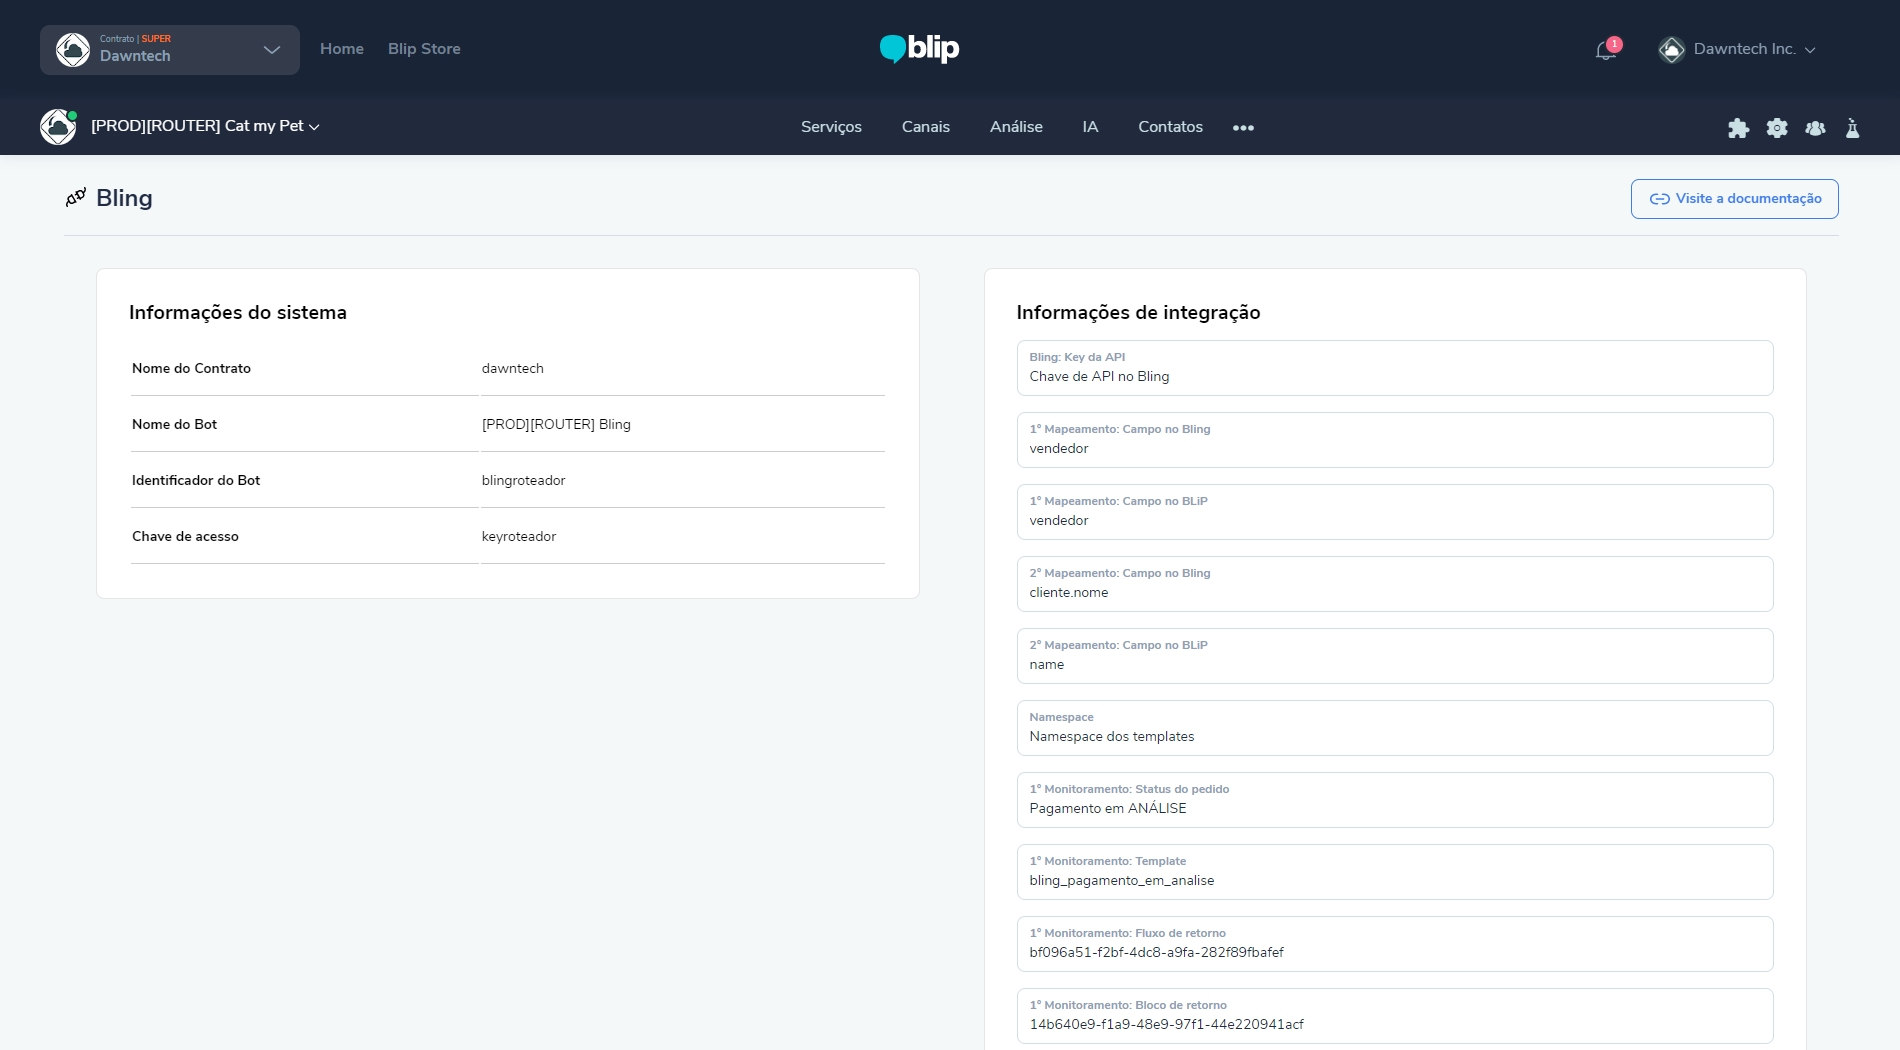 Contrato | SUPER
Dawntech
Home
Blip Store
blip
1
Dawntech Inc.
[PROD][ROUTER] Cat my Pet
Serviços
Canais
Análise
IA
Contatos
Bling
Visite a documentação
Informações do sistema
Nome do Contrato
dawntech
Nome do Bot
[PROD][ROUTER] Bling
Identificador do Bot
blingroteador
Chave de acesso
keyroteador
Informações de integração
Bling: Key da API
Chave de API no Bling
1° Mapeamento: Campo no Bling
vendedor
1° Mapeamento: Campo no BLiP
vendedor
2° Mapeamento: Campo no Bling
cliente.nome
2° Mapeamento: Campo no BLiP
name
Namespace
Namespace dos templates
1° Monitoramento: Status do pedido
Pagamento em ANÁLISE
1° Monitoramento: Template
bling_pagamento_em_analise
1° Monitoramento: Fluxo de retorno
bf096a51-f2bf-4dc8-a9fa-282f89fbafef
1° Monitoramento: Bloco de retorno
14b640e9-f1a9-48e9-97f1-44e220941acf